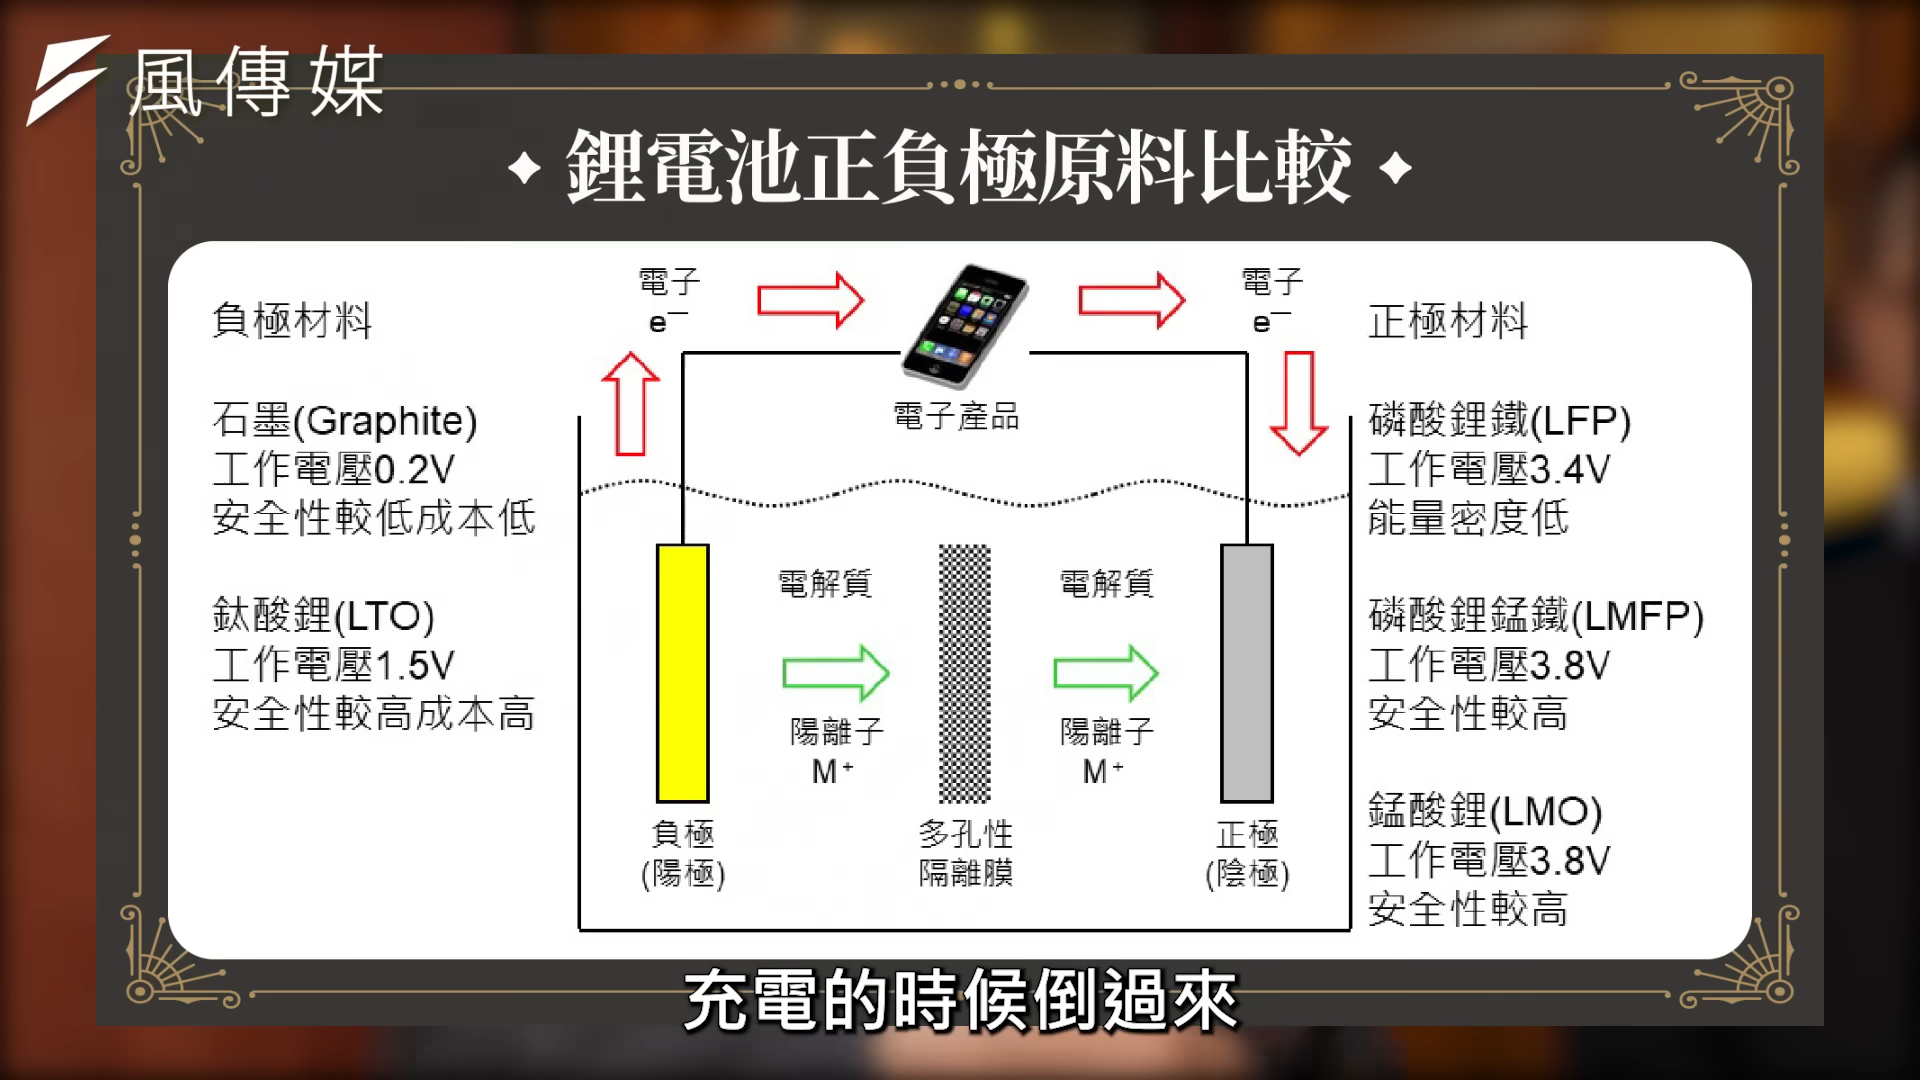 風傳媒
鋰電池正負極原料比較
負極材料
石墨(Graphite)
工作電壓0.2V
安全性較低成本低
鈦酸鋰(LTO)
工作電壓1.5V
安全性較高成本高
電子
e⁻
電子
e⁻
電子產品
電解質
電解質
陽離子
M⁺
陽離子
M⁺
負極
(陽極)
多孔性
隔離膜
正極
(陰極)
正極材料
磷酸鋰鐵(LFP)
工作電壓3.4V
能量密度低
磷酸鋰錳鐵(LMFP)
工作電壓3.8V
安全性較高
錳酸鋰(LMO)
工作電壓3.8V
安全性較高
充電的時候倒過來